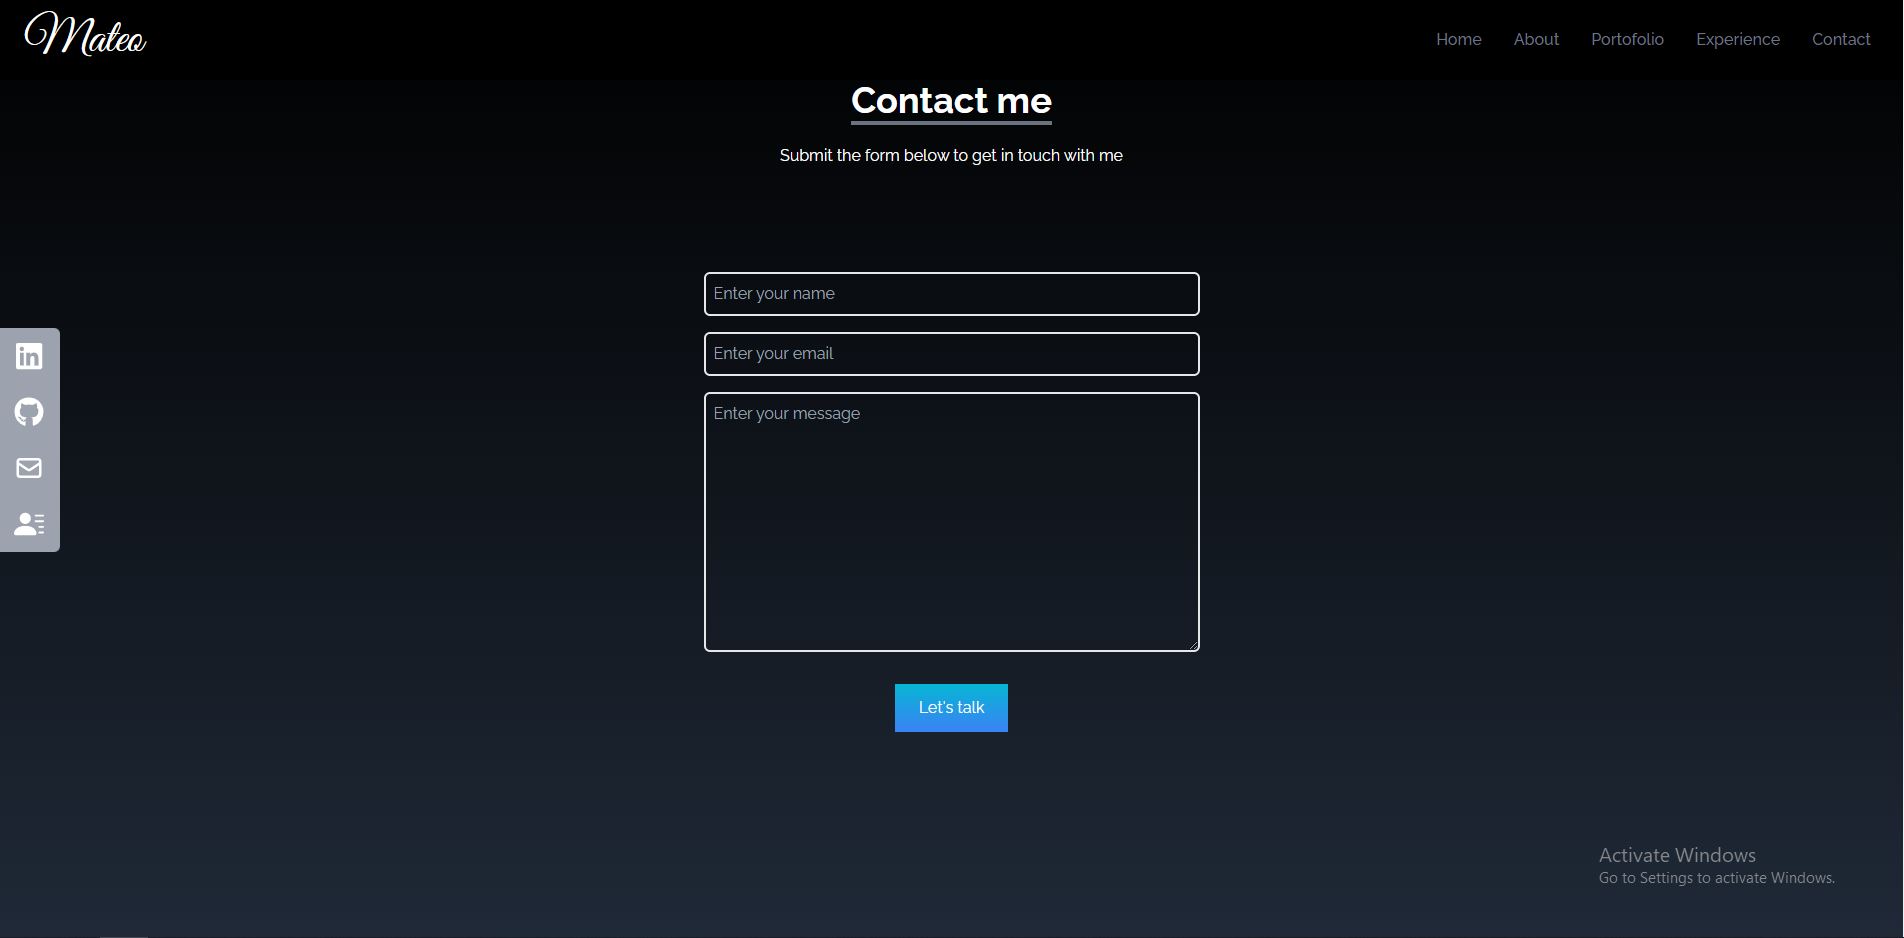 Mateo
Home About Portofolio Experience Contact
Contact me
Submit the form below to get in touch with me
Enter your name
Enter your email
Enter your message
Let's talk
Activate Windows
Go to Settings to activate Windows.